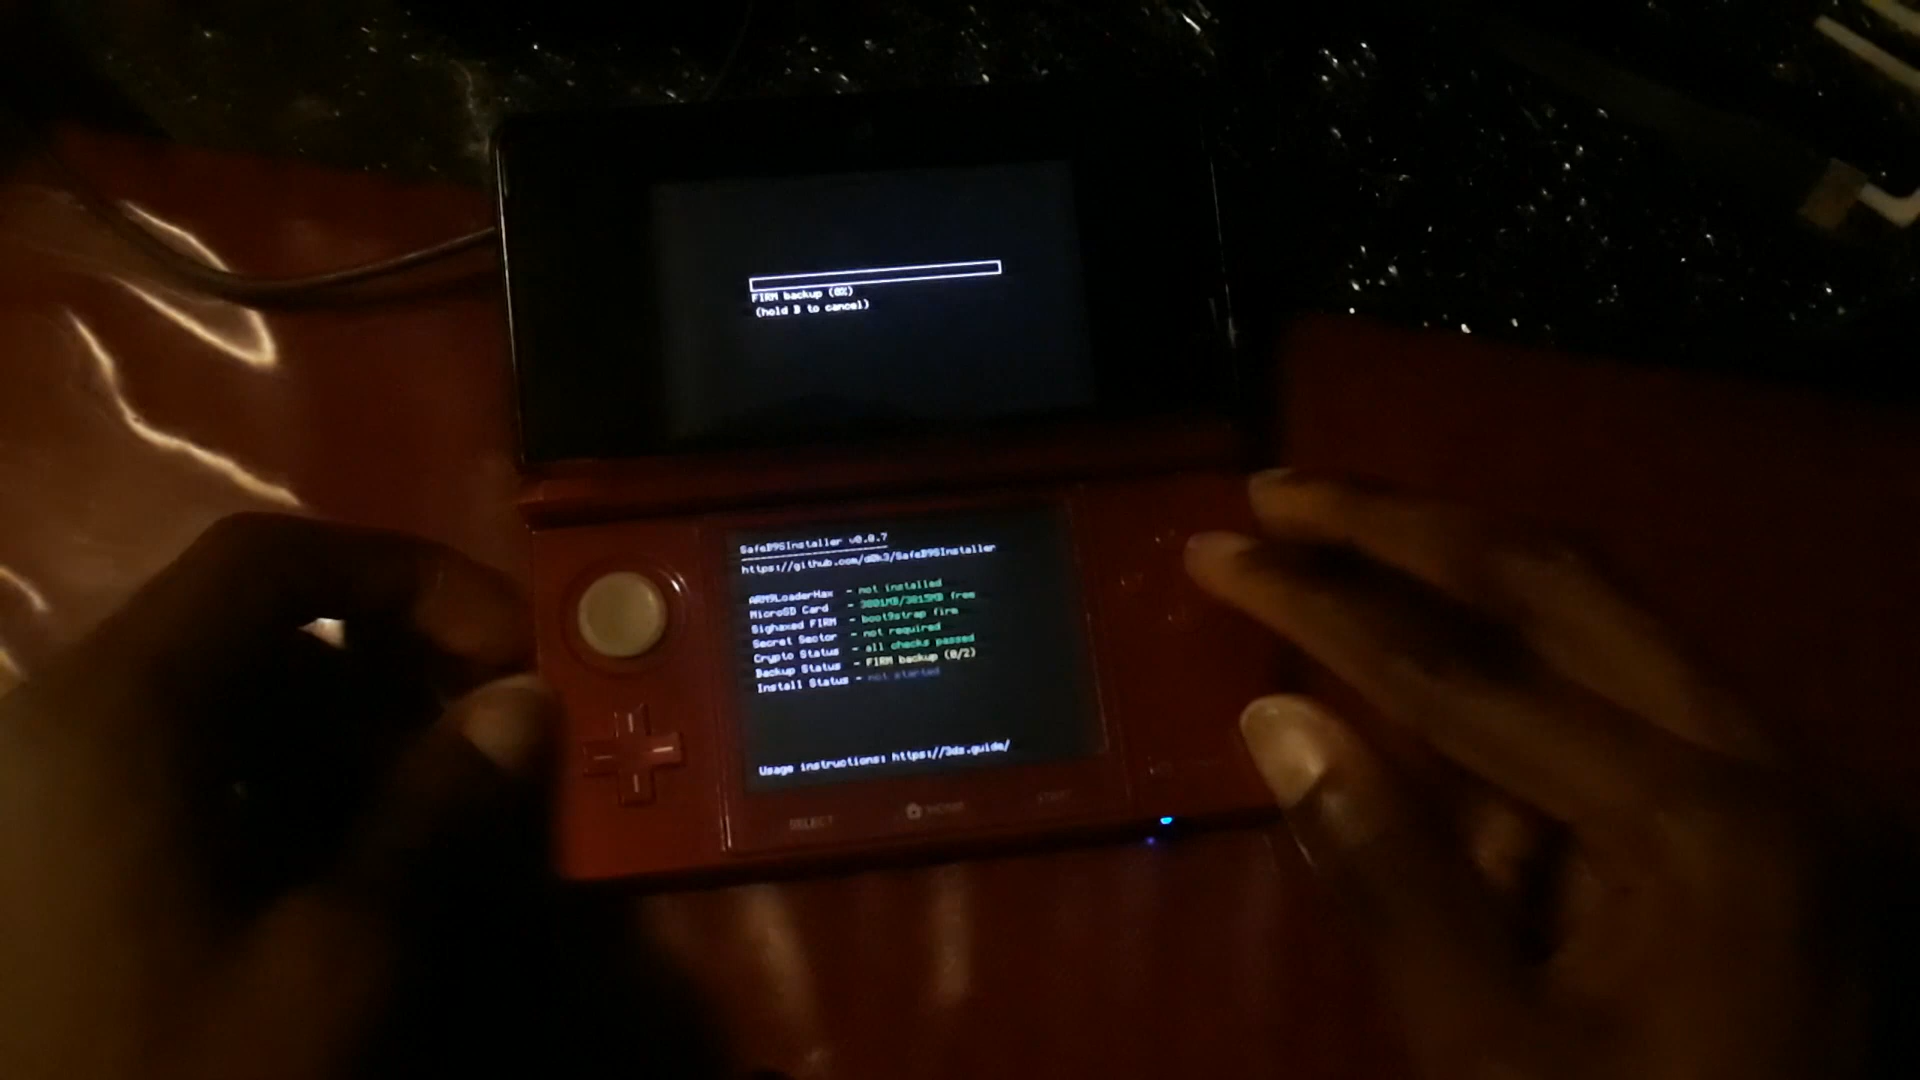 FIRM backup (0%)
(hold B to cancel)
SafeB9SInstaller v0.0.7
https://github.com/d0k3/SafeB9SInstaller
ARM9LoaderHax - not installed
MicroSD Card - 3801MB/3815MB free
Sighaxed FIRM - boot9strap firm
Secret Sector - not required
Crypto Status - all checks passed
Backup Status - FIRM backup (0/2)
Install Status - not started
Usage instructions: https://3ds.guide/
SELECT HOME START